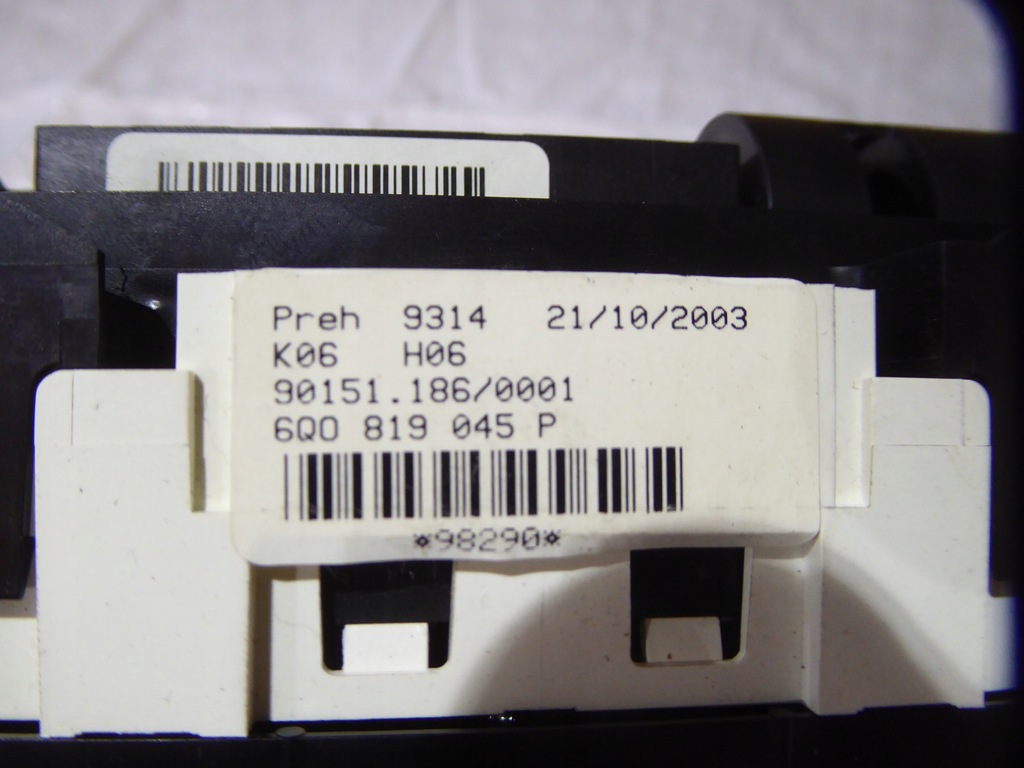 Preh 9314 21/10/2003
K06 H06
90151.186/0001
6Q0 819 045 P
*98290*